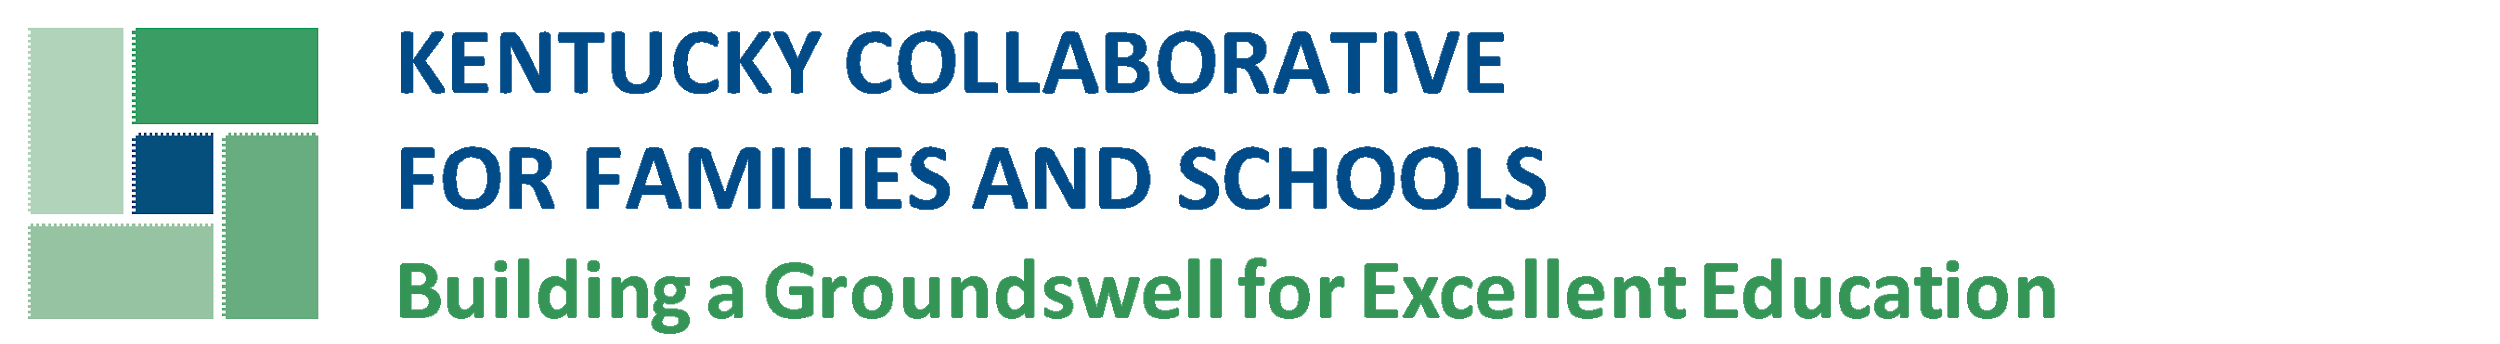 KENTUCKY COLLABORATIVE
FOR FAMILIES AND SCHOOLS
Building a Groundswell for Excellent Education